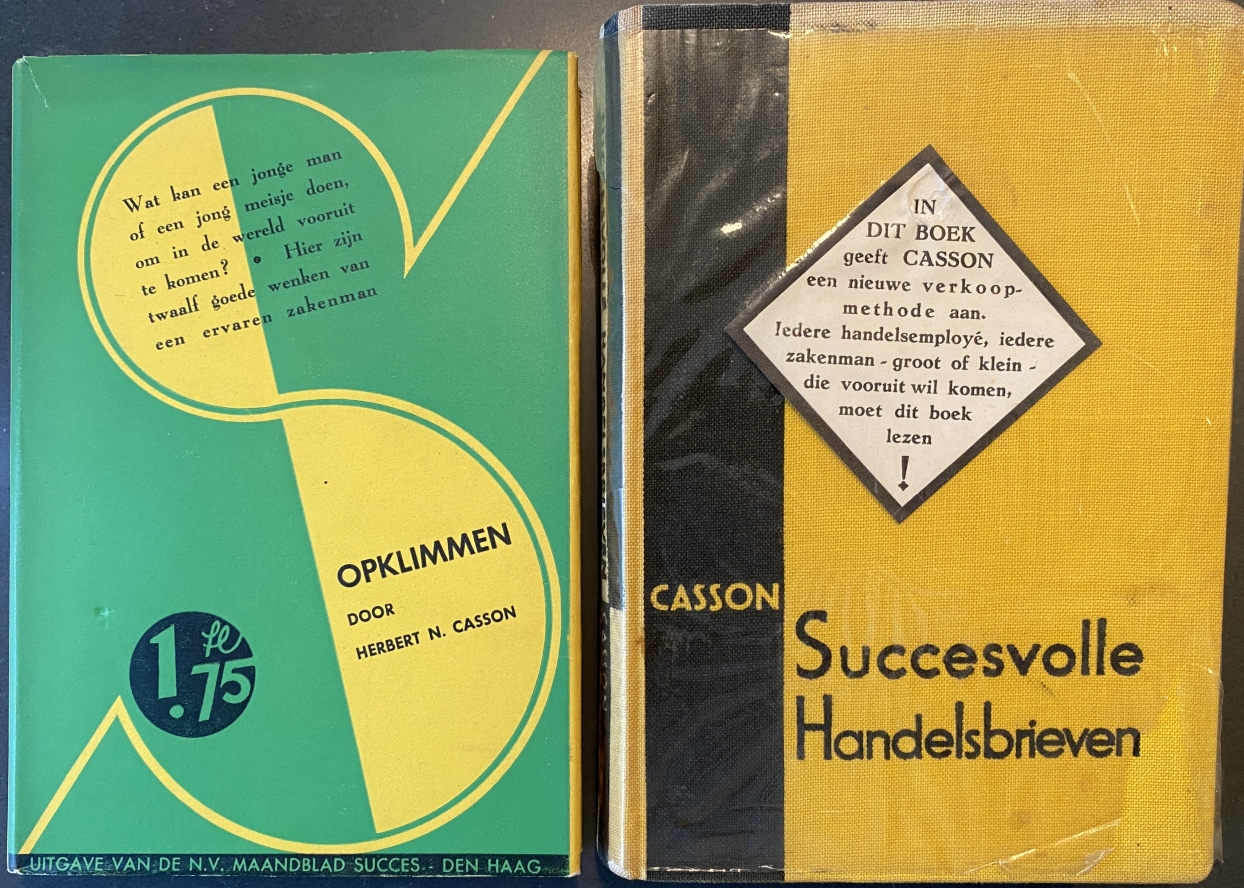 Wat kan een jonge man
of een jong meisje doen,
om in de wereld vooruit
te komen? • Hier zijn
twaalf goede wenken van
een ervaren zakenman
OPKLIMMEN
DOOR
HERBERT N. CASSON
1.75 fl
UITGAVE VAN DE N.V. MAANDBLAD SUCCES - DEN HAAG
IN
DIT BOEK
geeft CASSON
een nieuwe verkoop-
methode aan.
Iedere handelsemployé, iedere
zakenman - groot of klein -
die vooruit wil komen,
moet dit boek
lezen
!
CASSON
Succesvolle
Handelsbrieven